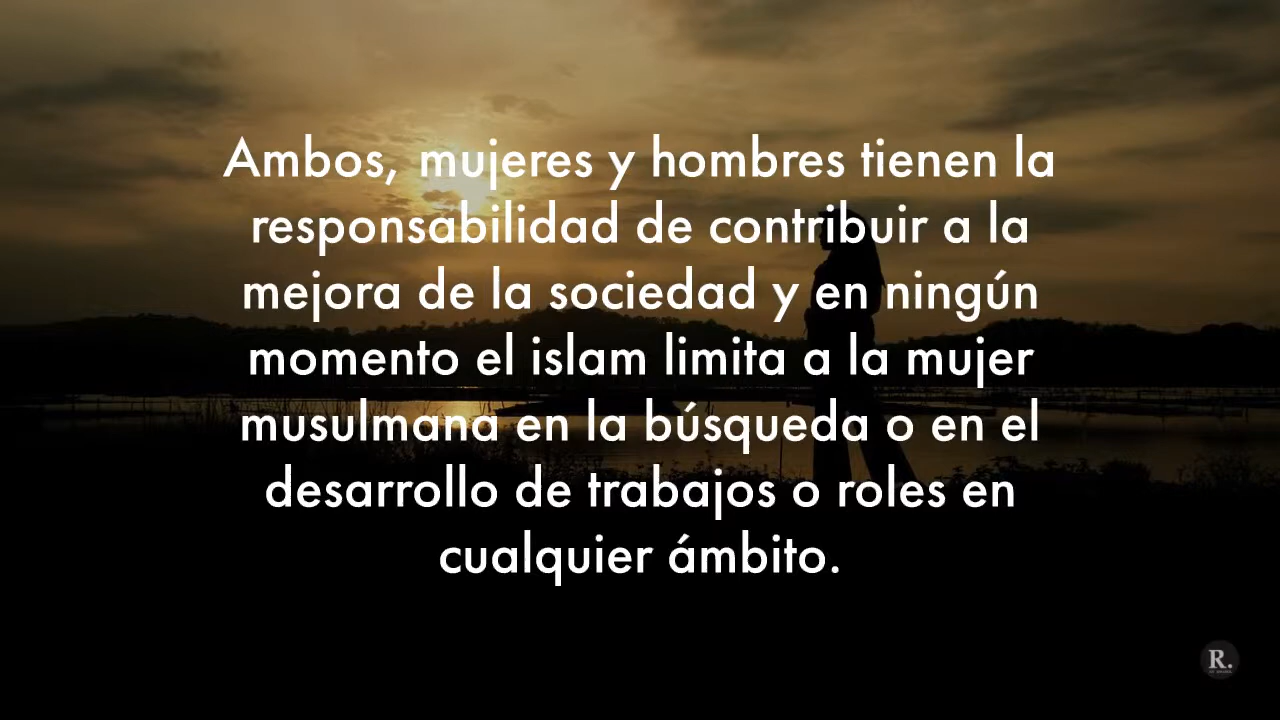 Ambos, mujeres y hombres tienen la
responsabilidad de contribuir a la
mejora de la sociedad y en ningún
momento el islam limita a la mujer
musulmana en la búsqueda o en el
desarrollo de trabajos o roles en
cualquier ámbito.
R.